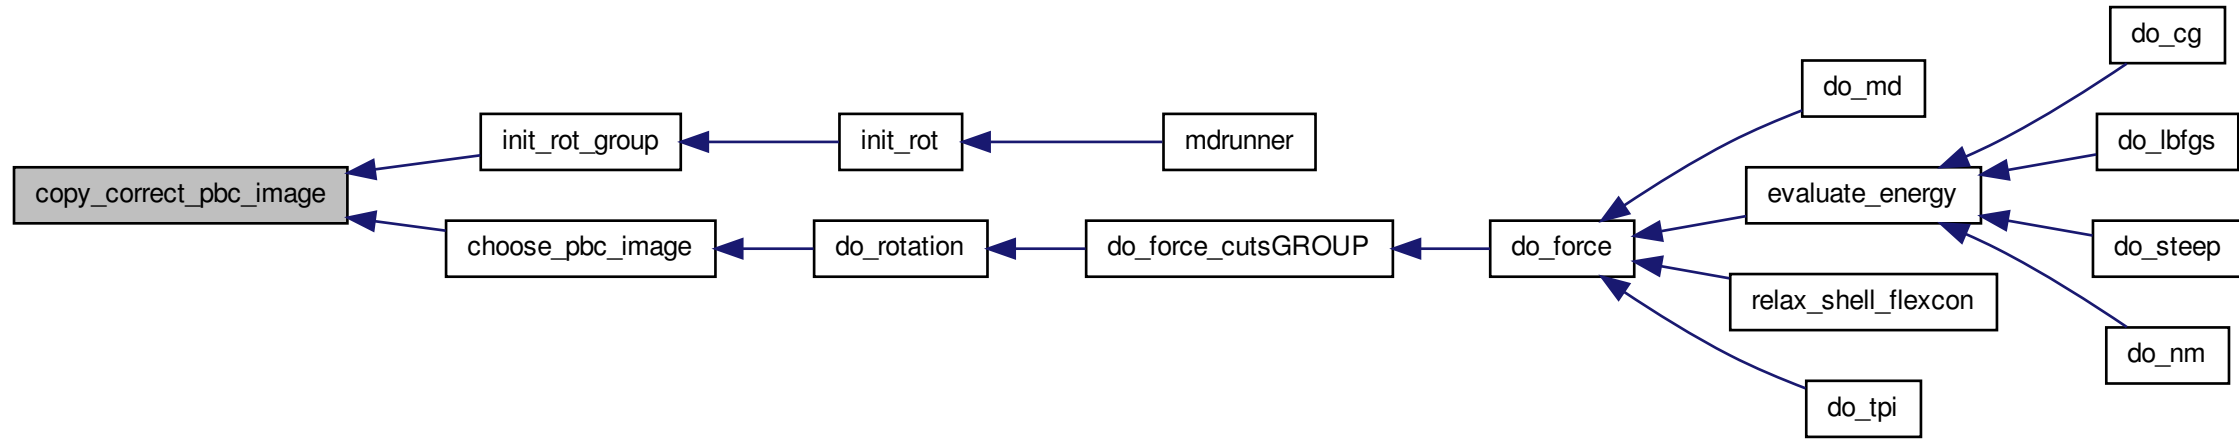 do_cg
do_md
init_rot_group
init_rot
mdrunner
do_lbfgs
copy_correct_pbc_image
evaluate_energy
choose_pbc_image
do_rotation
do_force_cutsGROUP
do_force
do_steep
relax_shell_flexcon
do_nm
do_tpi